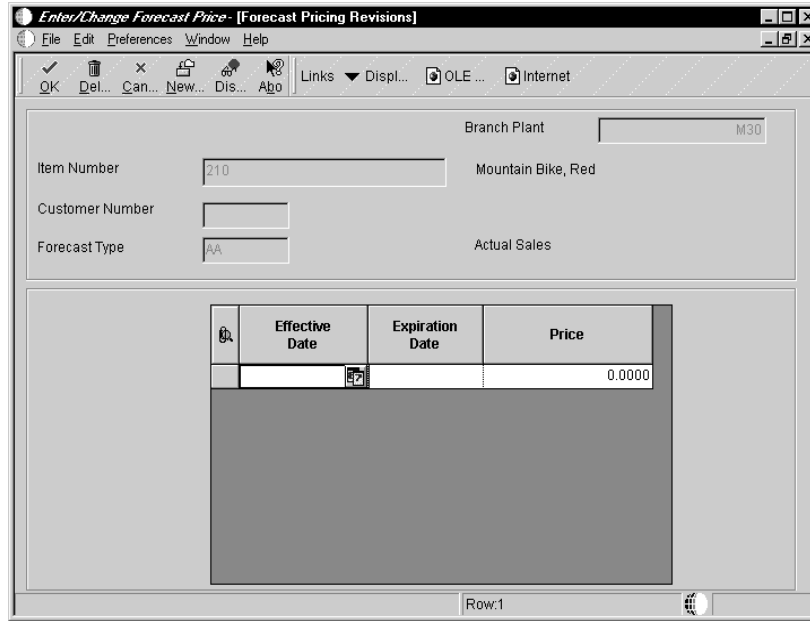 Enter/Change Forecast Price - [Forecast Pricing Revisions]
File Edit Preferences Window Help
OK Del... Can... New... Dis... Abo Links Displ... OLE ... Internet
Branch Plant M30
Item Number 210 Mountain Bike, Red
Customer Number
Forecast Type AA Actual Sales
Effective Date Expiration Date Price
0.0000
Row:1